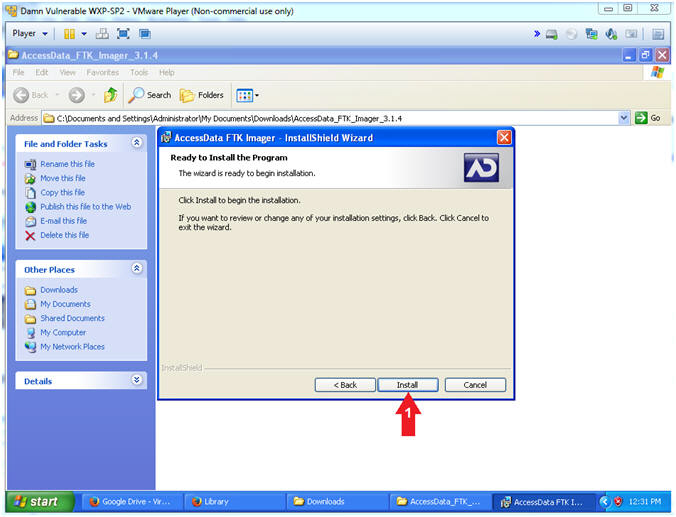 Damn Vulnerable WXP-SP2 - VMware Player (Non-commercial use only)
Player
AccessData_FTK_Imager_3.1.4
File Edit View Favorites Tools Help
Back Search Folders
Address C:\Documents and Settings\Administrator\My Documents\Downloads\AccessData_FTK_Imager_3.1.4 Go
File and Folder Tasks
Rename this file
Move this file
Copy this file
Publish this file to the Web
E-mail this file
Delete this file
Other Places
Downloads
My Documents
Shared Documents
My Computer
My Network Places
Details
AccessData FTK Imager - InstallShield Wizard
Ready to Install the Program
The wizard is ready to begin installation.
AD
Click Install to begin the installation.
If you want to review or change any of your installation settings, click Back. Click Cancel to
exit the wizard.
InstallShield
< Back Install Cancel
1
start Google Drive - Vir... Library Downloads AccessData_FTK_... AccessData FTK I... 12:31 PM